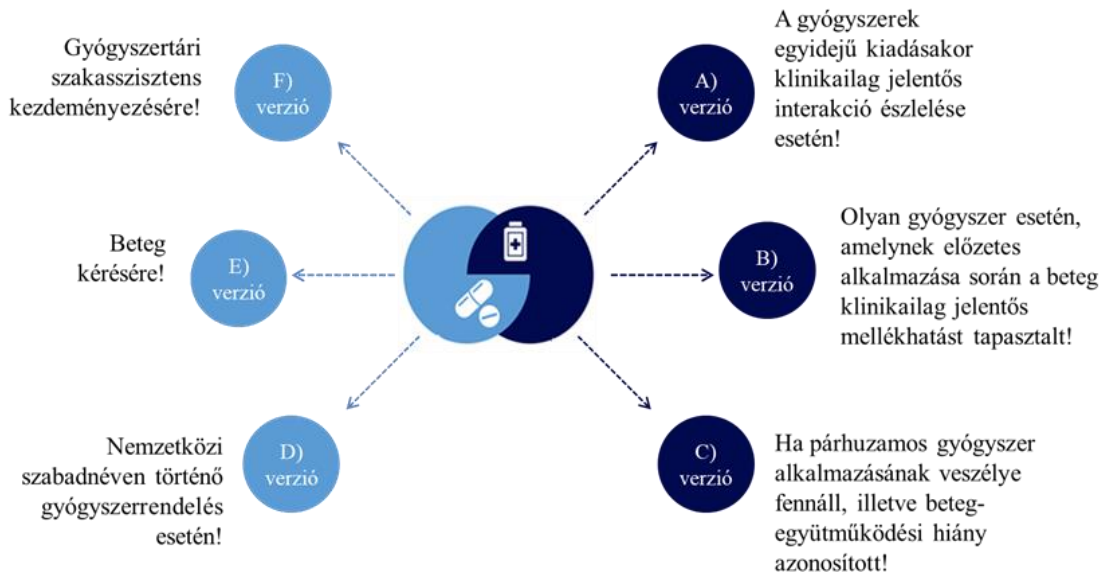 A gyógyszerek
egyidejű kiadásakor
klinikailag jelentős
interakció észlelése
esetén!
A)
verzió
Olyan gyógyszer esetén,
amelynek előzetes
alkalmazása során a beteg
klinikailag jelentős
mellékhatást tapasztalt!
B)
verzió
Ha párhuzamos gyógyszer
alkalmazásának veszélye
fennáll, illetve beteg-
együttműködési hiány
azonosított!
C)
verzió
Nemzetközi
szabadnéven történő
gyógyszerrendelés
esetén!
D)
verzió
Beteg
kérésére!
E)
verzió
Gyógyszertári
szakasszisztens
kezdeményezésére!
F)
verzió